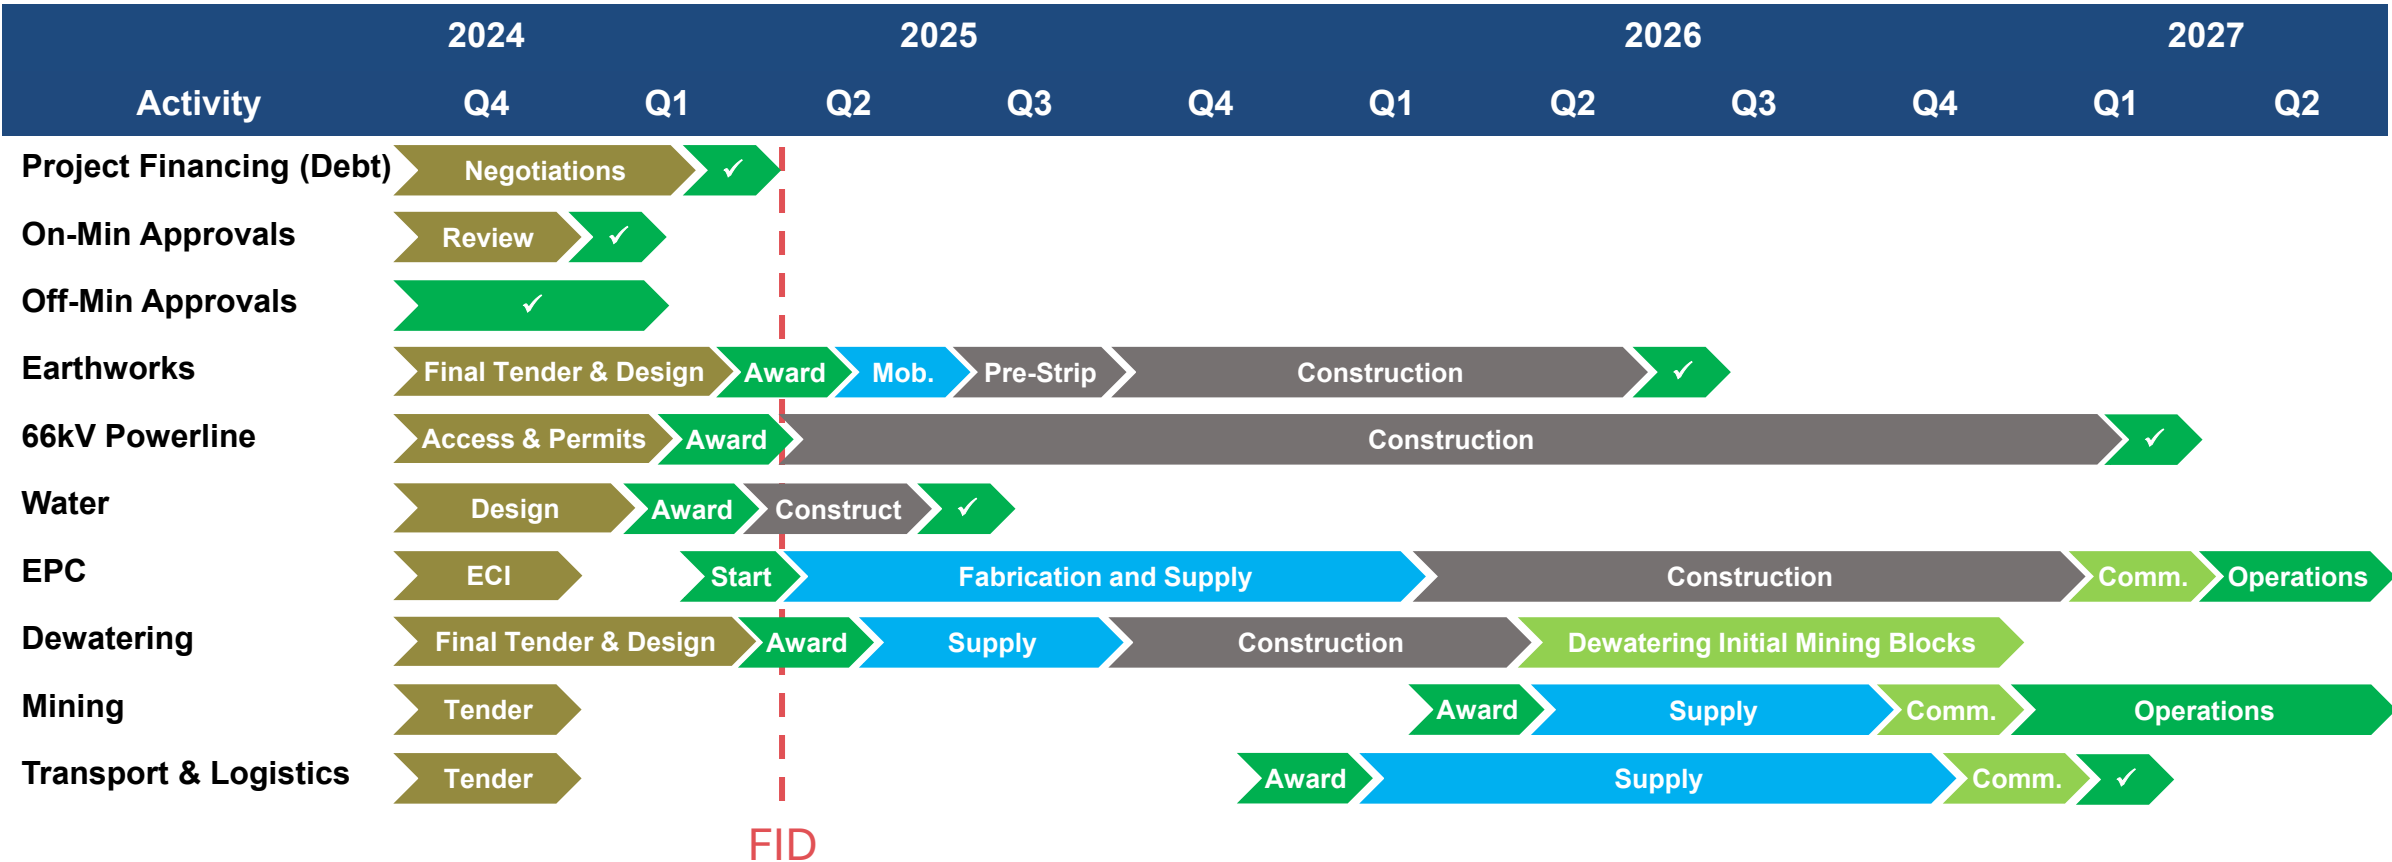 2024 2025 2026 2027
Activity Q4 Q1 Q2 Q3 Q4 Q1 Q2 Q3 Q4 Q1 Q2
Project Financing (Debt) Negotiations ✓
On-Min Approvals Review ✓
Off-Min Approvals ✓
Earthworks Final Tender & Design Award Mob. Pre-Strip Construction ✓
66kV Powerline Access & Permits Award Construction ✓
Water Design Award Construct ✓
EPC ECI Start Fabrication and Supply Construction Comm. Operations
Dewatering Final Tender & Design Award Supply Construction Dewatering Initial Mining Blocks
Mining Tender Award Supply Comm. Operations
Transport & Logistics Tender Award Supply Comm. ✓
FID